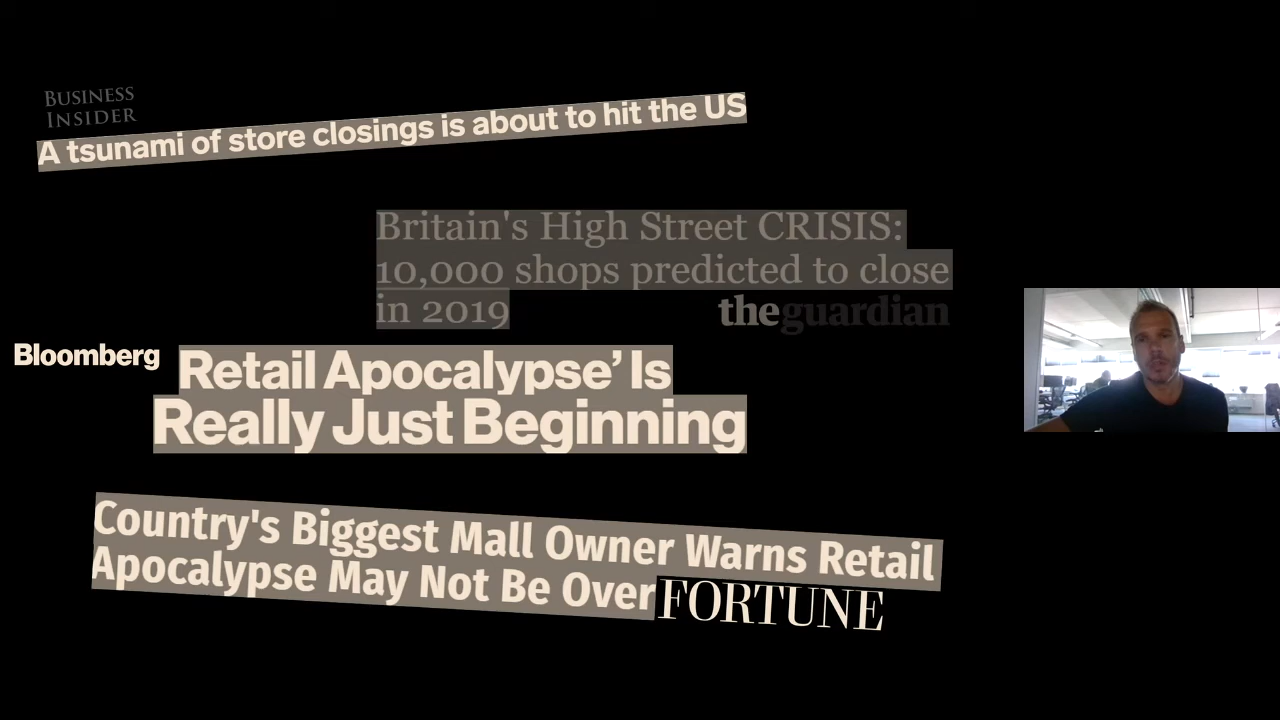 BUSINESS
INSIDER
A tsunami of store closings is about to hit the US
Britain's High Street CRISIS:
10,000 shops predicted to close
in 2019
theguardian
Bloomberg
Retail Apocalypse’ Is
Really Just Beginning
Country's Biggest Mall Owner Warns Retail
Apocalypse May Not Be Over
FORTUNE